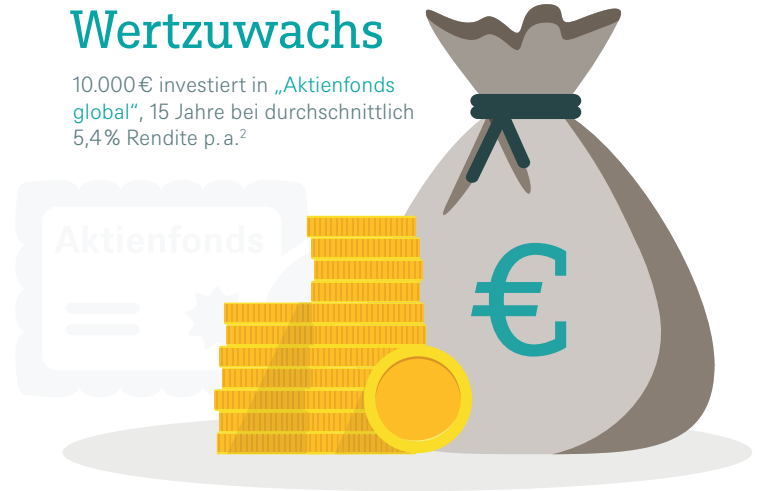 Wertzuwachs
10.000 € investiert in „Aktienfonds
global“, 15 Jahre bei durchschnittlich
5,4 % Rendite p. a.²
Aktienfonds
€